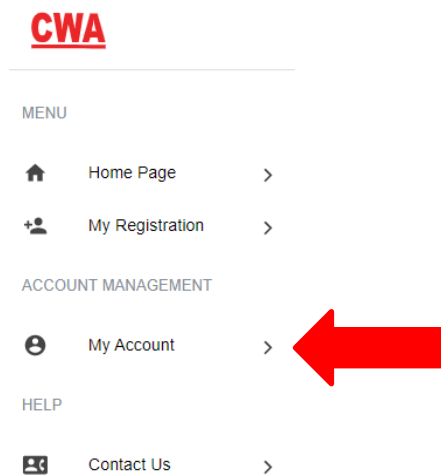 CWA
MENU
Home Page
My Registration
ACCOUNT MANAGEMENT
My Account
HELP
Contact Us